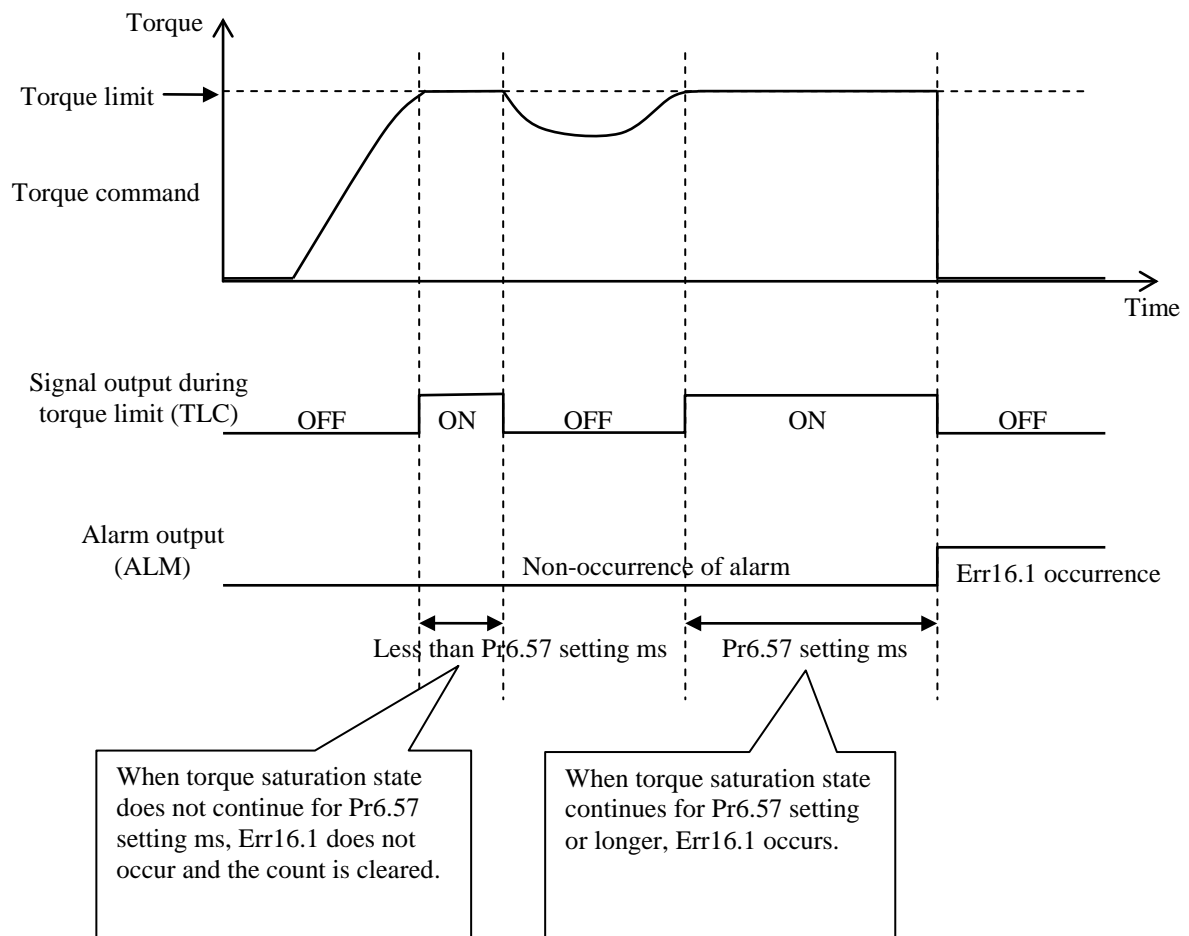 Torque
Torque limit
Torque command
Time
Signal output during
torque limit (TLC)
OFF
ON
OFF
ON
OFF
Alarm output
(ALM)
Non-occurrence of alarm
Err16.1 occurrence
Less than Pr6.57 setting ms
Pr6.57 setting ms
When torque saturation state
does not continue for Pr6.57
setting ms, Err16.1 does not
occur and the count is cleared.
When torque saturation state
continues for Pr6.57 setting
or longer, Err16.1 occurs.